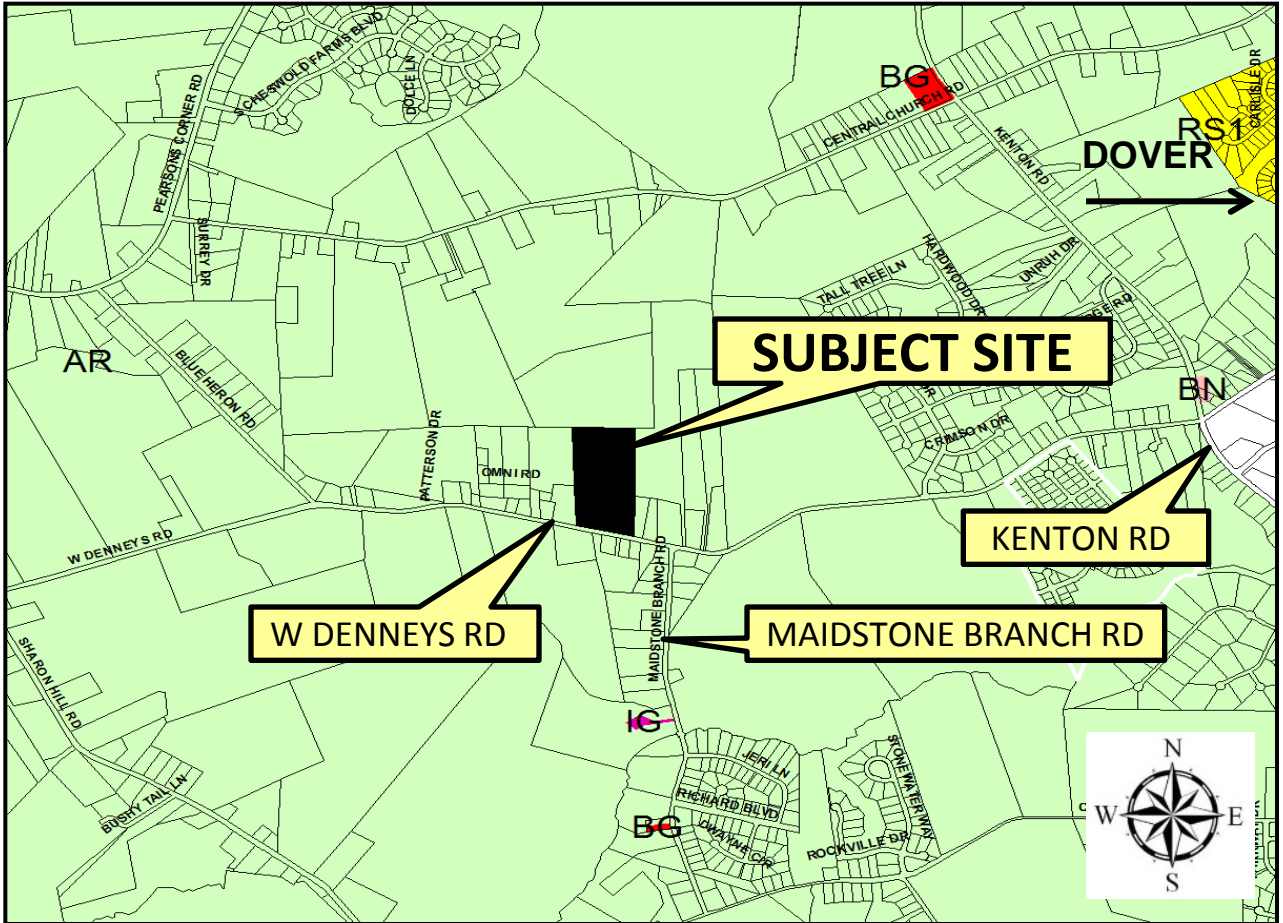 S CHESWOLD FARMS BLVD
DOLCE LN
PEARSONS CORNER RD
BG
CENTRALCHURCH RD
CARLISLE DR
RS1
DOVER
KENTON RD
SURREY DR
HARDWOOD DR
UNRUH DR
TALL TREE LN
AR
BLUE HERON RD
SUBJECT SITE
BN
DR
CRIMSON DR
PATTERSON DR
OMNI RD
W DENNEYS RD
KENTON RD
W DENNEYS RD
MAIDSTONE BRANCH RD
MAIDSTONE BRANCH RD
SHARON HILL RD
IG
JERI LN
STONEWATER WAY
RICHARD BLVD
BUSHY TAIL LN
BG
DWAYNE CIR
ROCKVILLE DR
N
W E
S